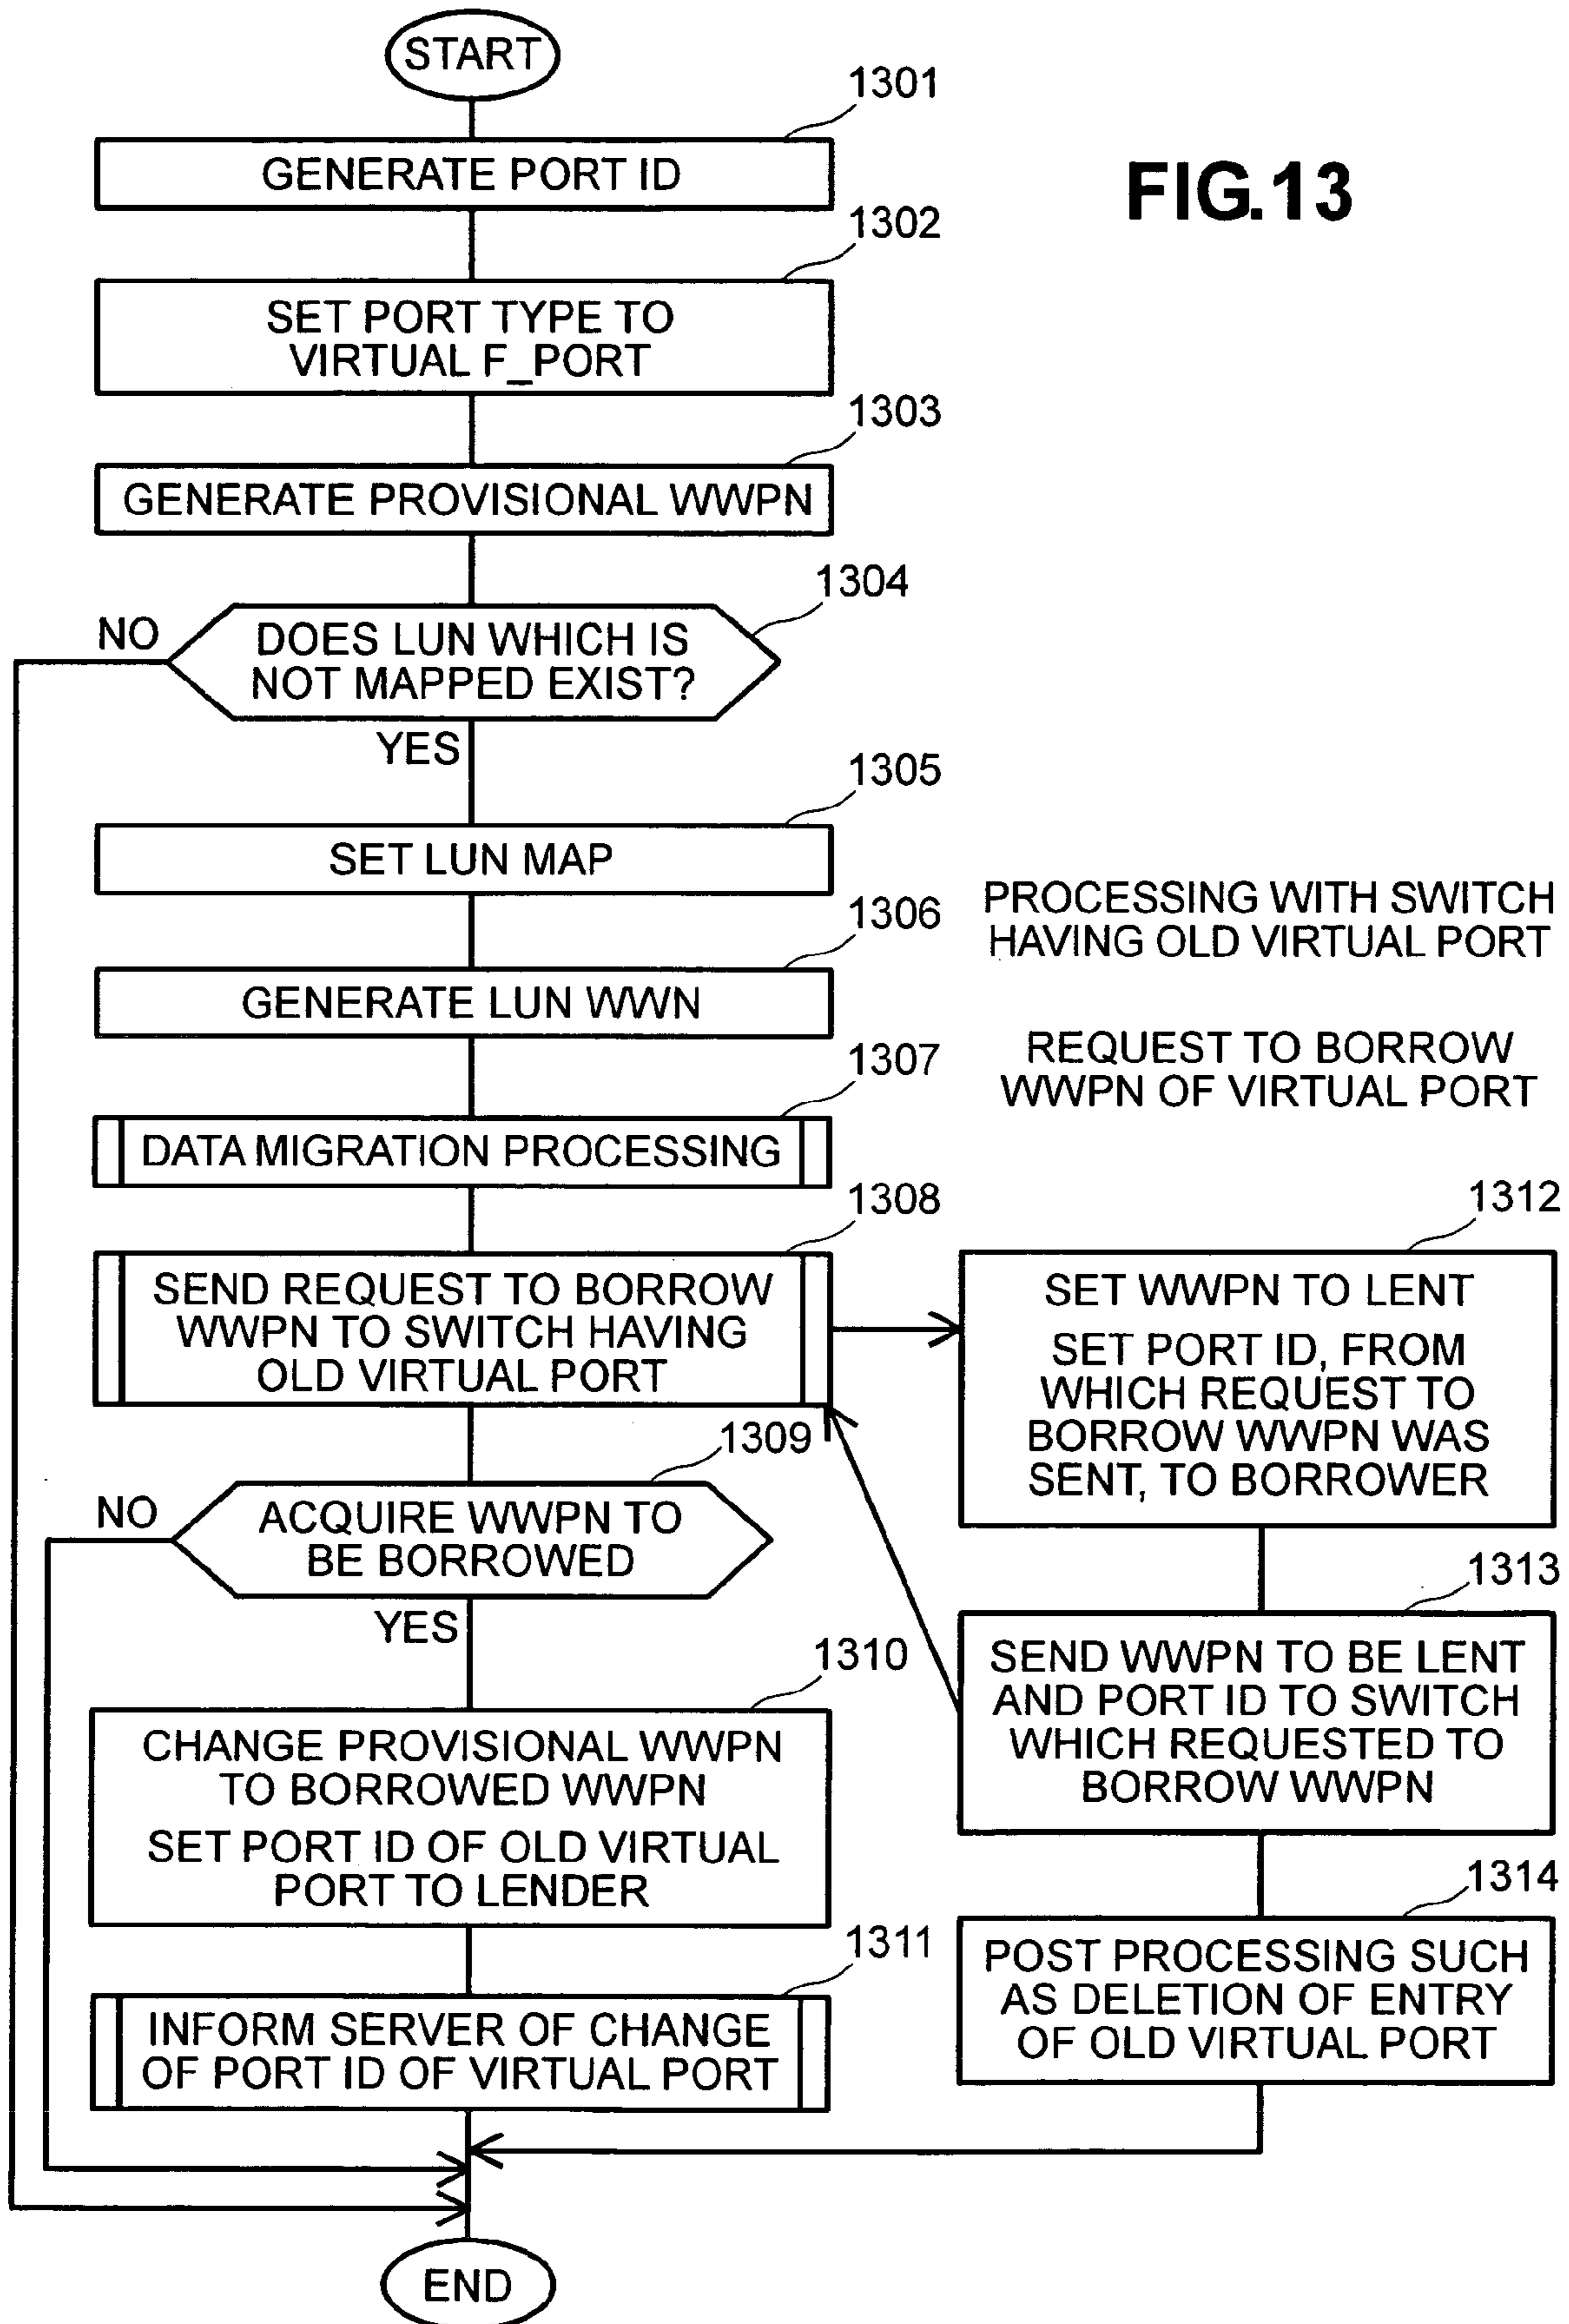 START
1301
GENERATE PORT ID
FIG.13
1302
SET PORT TYPE TO
VIRTUAL F_PORT
1303
GENERATE PROVISIONAL WWPN
1304
NO
DOES LUN WHICH IS
NOT MAPPED EXIST?
YES
1305
SET LUN MAP
1306
GENERATE LUN WWN
PROCESSING WITH SWITCH
HAVING OLD VIRTUAL PORT
REQUEST TO BORROW
WWPN OF VIRTUAL PORT
1307
DATA MIGRATION PROCESSING
1308
SEND REQUEST TO BORROW
WWPN TO SWITCH HAVING
OLD VIRTUAL PORT
1312
SET WWPN TO LENT
SET PORT ID, FROM
WHICH REQUEST TO
BORROW WWPN WAS
SENT, TO BORROWER
1309
NO
ACQUIRE WWPN TO
BE BORROWED
YES
1313
SEND WWPN TO BE LENT
AND PORT ID TO SWITCH
WHICH REQUESTED TO
BORROW WWPN
1310
CHANGE PROVISIONAL WWPN
TO BORROWED WWPN
SET PORT ID OF OLD VIRTUAL
PORT TO LENDER
1314
POST PROCESSING SUCH
AS DELETION OF ENTRY
OF OLD VIRTUAL PORT
1311
INFORM SERVER OF CHANGE
OF PORT ID OF VIRTUAL PORT
END